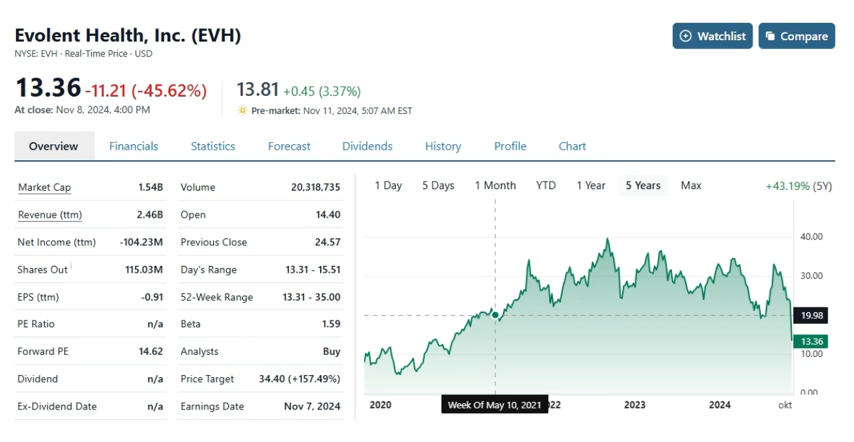 Evolent Health, Inc. (EVH)
Watchlist
Compare
NYSE: EVH · Real-Time Price · USD
13.36 -11.21 (-45.62%)
13.81 +0.45 (3.37%)
At close: Nov 8, 2024, 4:00 PM
Pre-market: Nov 11, 2024, 5:07 AM EST
Overview Financials Statistics Forecast Dividends History Profile Chart
Market Cap 1.54B
Revenue (ttm) 2.46B
Net Income (ttm) -104.23M
Shares Out i 115.03M
EPS (ttm) -0.91
PE Ratio n/a
Forward PE 14.62
Dividend n/a
Ex-Dividend Date n/a
Volume 20,318,735
Open 14.40
Previous Close 24.57
Day's Range 13.31 - 15.51
52-Week Range 13.31 - 35.00
Beta 1.59
Analysts Buy
Price Target 34.40 (+157.49%)
Earnings Date Nov 7, 2024
1 Day 5 Days 1 Month YTD 1 Year 5 Years Max +43.19% (5Y)
40.00
30.00
19.98
13.36
10.00
0.00
2020 Week Of May 10, 2021 22 2023 2024 okt